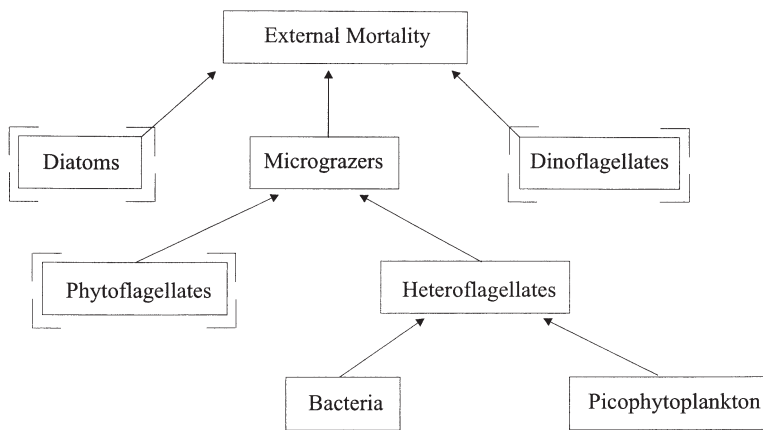 External Mortality
Diatoms
Micrograzers
Dinoflagellates
Phytoflagellates
Heteroflagellates
Bacteria
Picophytoplankton